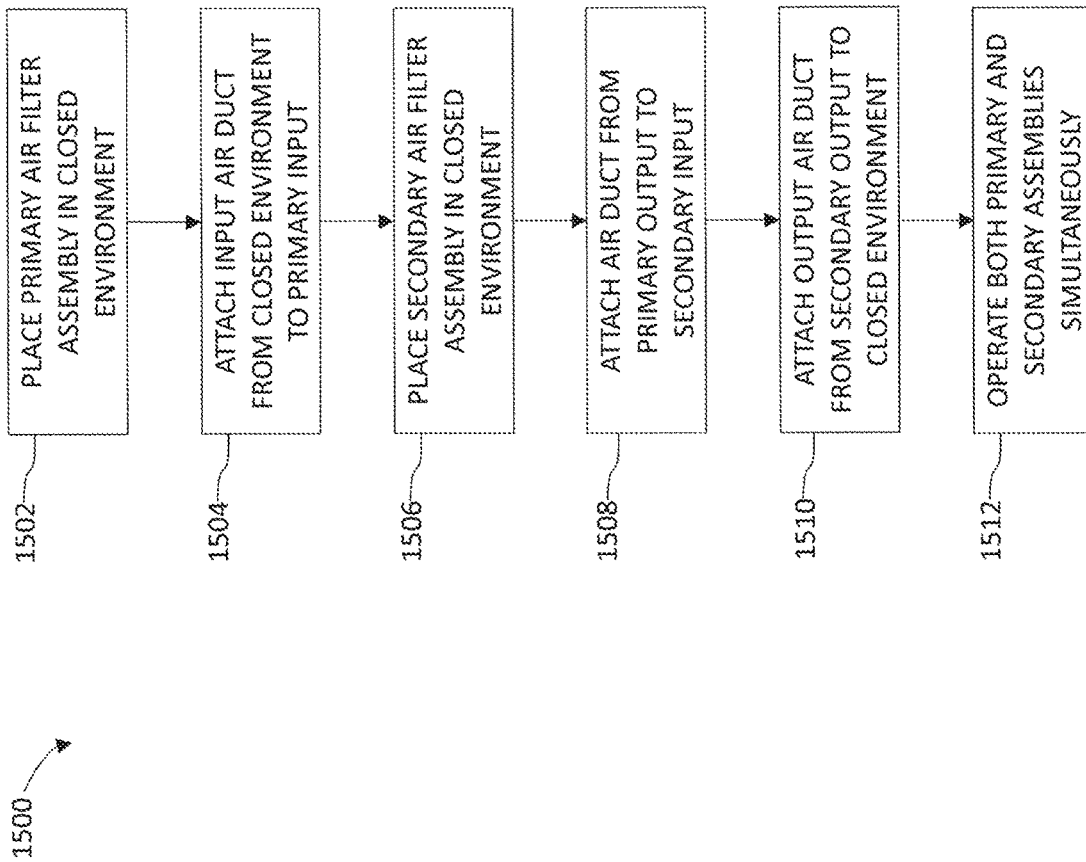 1500
1502
PLACE PRIMARY AIR FILTER
ASSEMBLY IN CLOSED
ENVIRONMENT
1504
ATTACH INPUT AIR DUCT
FROM CLOSED ENVIRONMENT
TO PRIMARY INPUT
1506
PLACE SECONDARY AIR FILTER
ASSEMBLY IN CLOSED
ENVIRONMENT
1508
ATTACH AIR DUCT FROM
PRIMARY OUTPUT TO
SECONDARY INPUT
1510
ATTACH OUTPUT AIR DUCT
FROM SECONDARY OUTPUT TO
CLOSED ENVIRONMENT
1512
OPERATE BOTH PRIMARY AND
SECONDARY ASSEMBLIES
SIMULTANEOUSLY